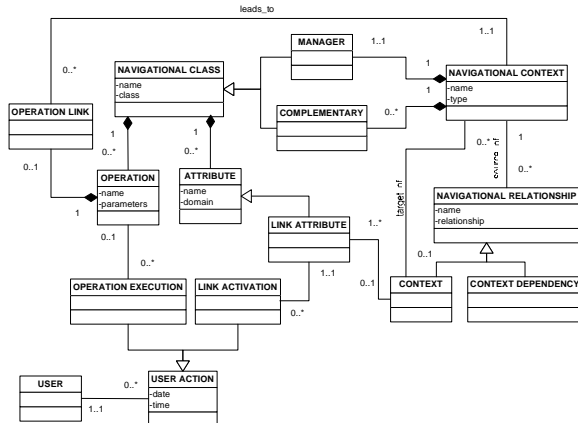 leads_to
MANAGER
1..1
1..1
0..*
NAVIGATIONAL CLASS
-name
-class
1
NAVIGATIONAL CONTEXT
-name
-type
COMPLEMENTARY
0..*
1
OPERATION LINK
1
1
0..*
0..*
0..*
1
source_of
0..1
OPERATION
-name
-parameters
ATTRIBUTE
-name
-domain
target_of
0..*
NAVIGATIONAL RELATIONSHIP
-name
-relationship
1
0..1
LINK ATTRIBUTE
1..*
0..1
0..*
1..1
0..1
OPERATION EXECUTION
LINK ACTIVATION
0..*
CONTEXT
CONTEXT DEPENDENCY
USER
0..*
1..1
USER ACTION
-date
-time